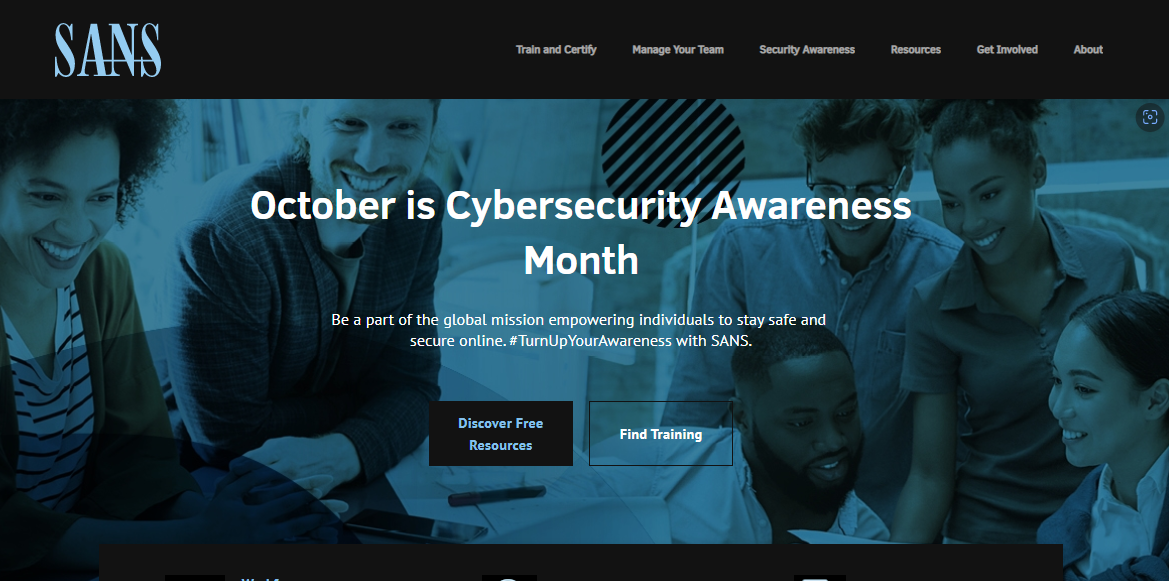 SANS
Train and Certify
Manage Your Team
Security Awareness
Resources
Get Involved
About
October is Cybersecurity Awareness
Month
Be a part of the global mission empowering individuals to stay safe and
secure online. #TurnUpYourAwareness with SANS.
Discover Free
Resources
Find Training